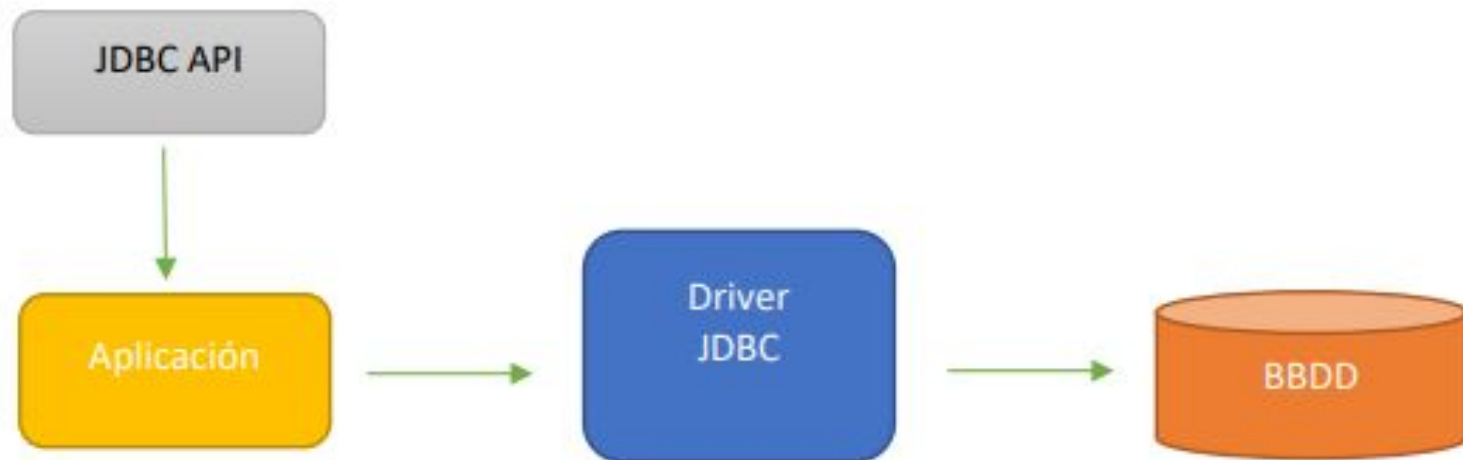 JDBC API
Aplicación
Driver
JDBC
BBDD